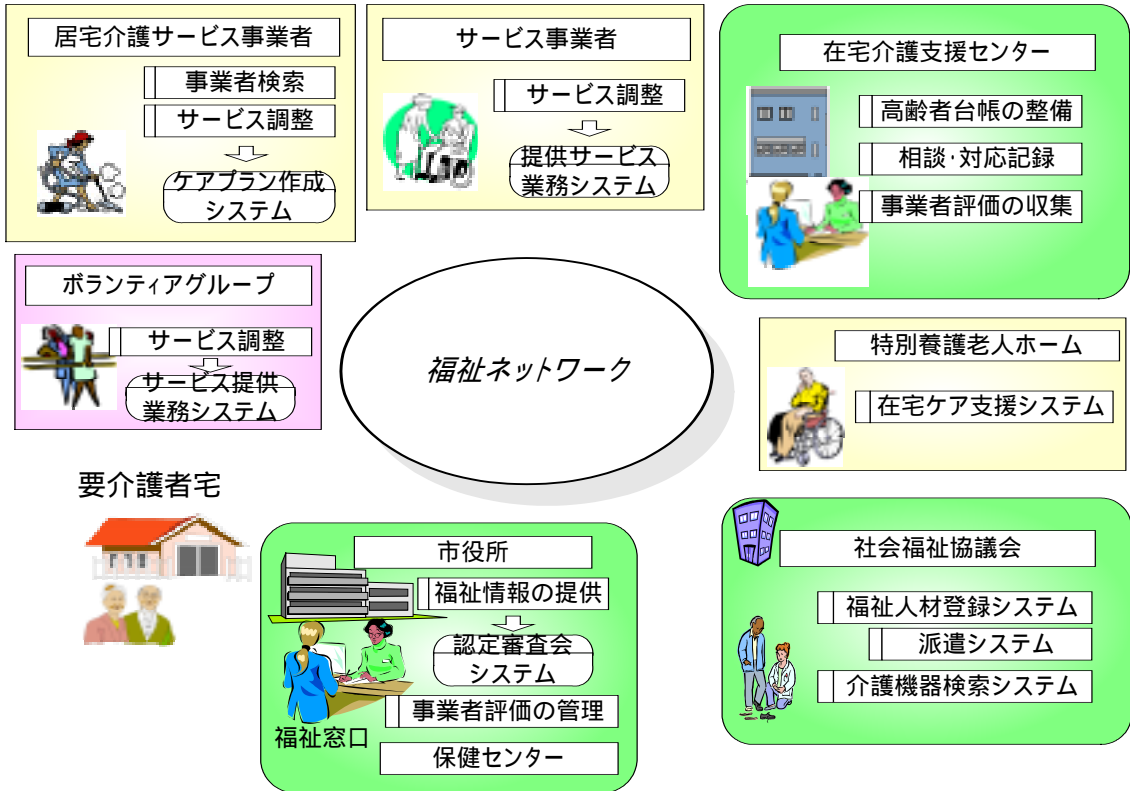 居宅介護サービス事業者
事業者検索
サービス調整
ケアプラン作成
システム
サービス事業者
サービス調整
提供サービス
業務システム
在宅介護支援センター
高齢者台帳の整備
相談・対応記録
事業者評価の収集
ボランティアグループ
サービス調整
サービス提供
業務システム
福祉ネットワーク
特別養護老人ホーム
在宅ケア支援システム
要介護者宅
市役所
福祉情報の提供
認定審査会
システム
事業者評価の管理
福祉窓口
保健センター
社会福祉協議会
福祉人材登録システム
派遣システム
介護機器検索システム